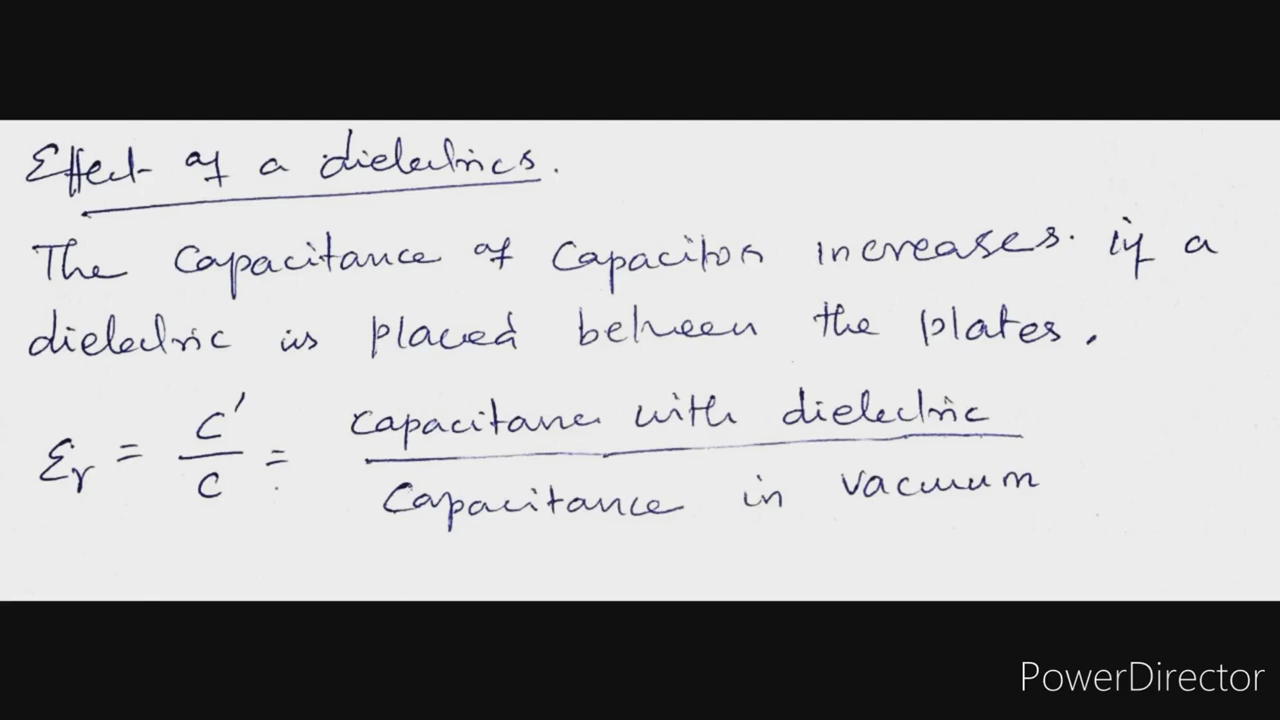 Effect of a dielectrics.
The capacitance of capacitor increases. if a
dielectric is placed between the plates.
εr = C'/C = capacitance with dielectric / Capacitance in vacuum
PowerDirector